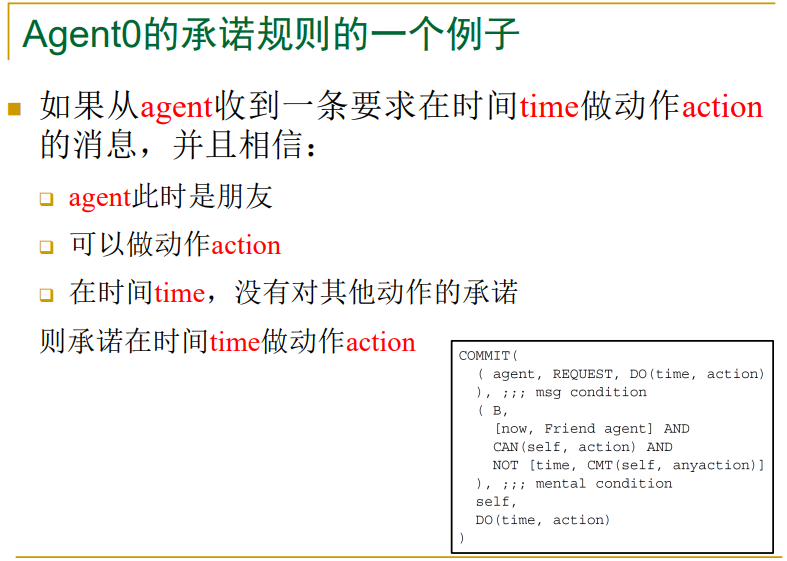 Agent0的承诺规则的一个例子
如果从agent收到一条要求在时间time做动作action
的消息，并且相信：
agent此时是朋友
可以做动作action
在时间time，没有对其他动作的承诺
则承诺在时间time做动作action
COMMIT(
( agent, REQUEST, DO(time, action)
), ;;; msg condition
( B,
[now, Friend agent] AND
CAN(self, action) AND
NOT [time, CMT(self, anyaction)]
), ;;; mental condition
self,
DO(time, action)
)